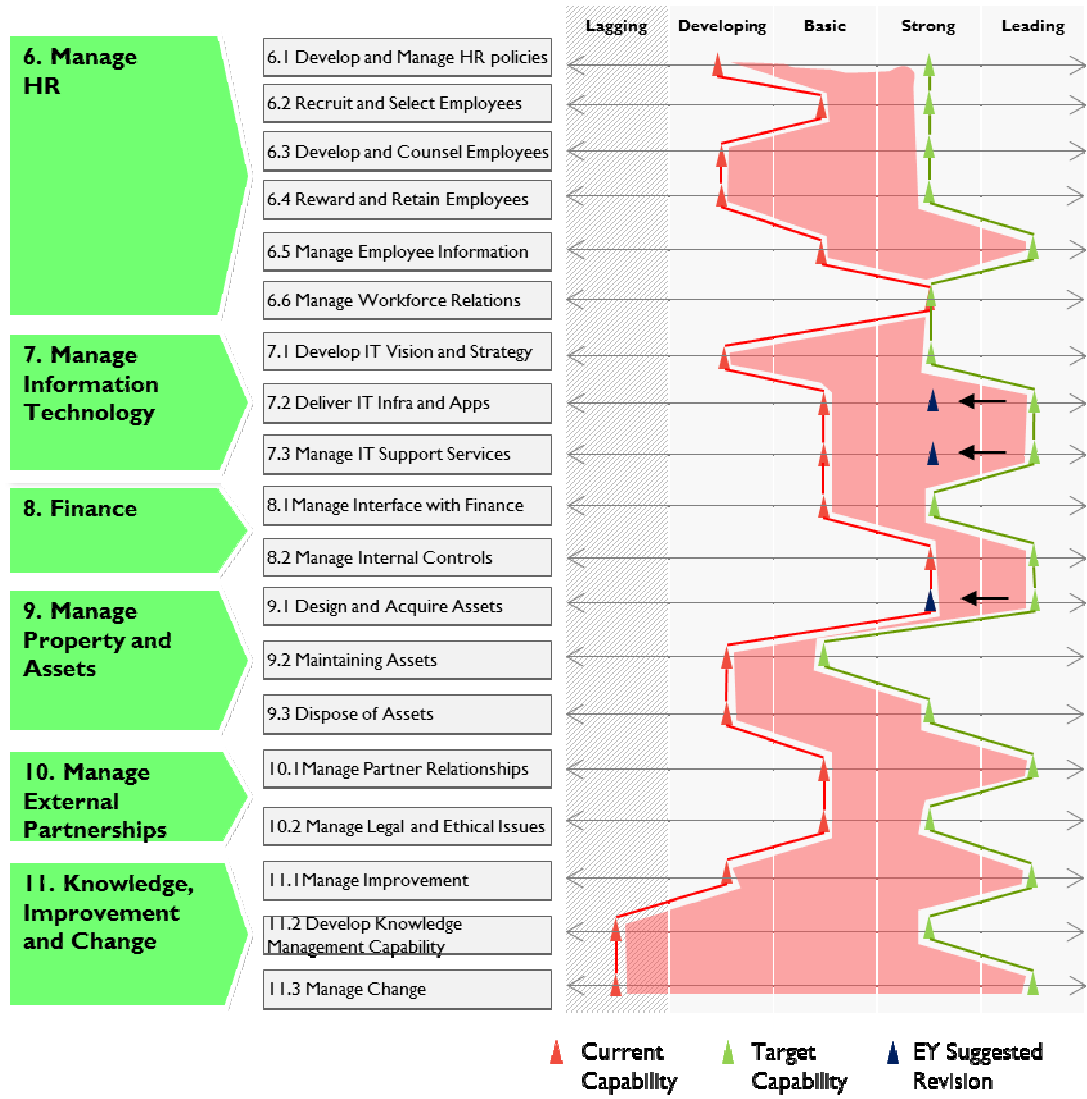 Lagging
Developing
Basic
Strong
Leading
6. Manage
HR
6.1 Develop and Manage HR policies
6.2 Recruit and Select Employees
6.3 Develop and Counsel Employees
6.4 Reward and Retain Employees
6.5 Manage Employee Information
6.6 Manage Workforce Relations
7. Manage
Information
Technology
7.1 Develop IT Vision and Strategy
7.2 Deliver IT Infra and Apps
7.3 Manage IT Support Services
8. Finance
8.1Manage Interface with Finance
8.2 Manage Internal Controls
9. Manage
Property and
Assets
9.1 Design and Acquire Assets
9.2 Maintaining Assets
9.3 Dispose of Assets
10. Manage
External
Partnerships
10.1Manage Partner Relationships
10.2 Manage Legal and Ethical Issues
11. Knowledge,
Improvement
and Change
11.1Manage Improvement
11.2 Develop Knowledge
Management Capability
11.3 Manage Change
Current
Capability
Target
Capability
EY Suggested
Revision